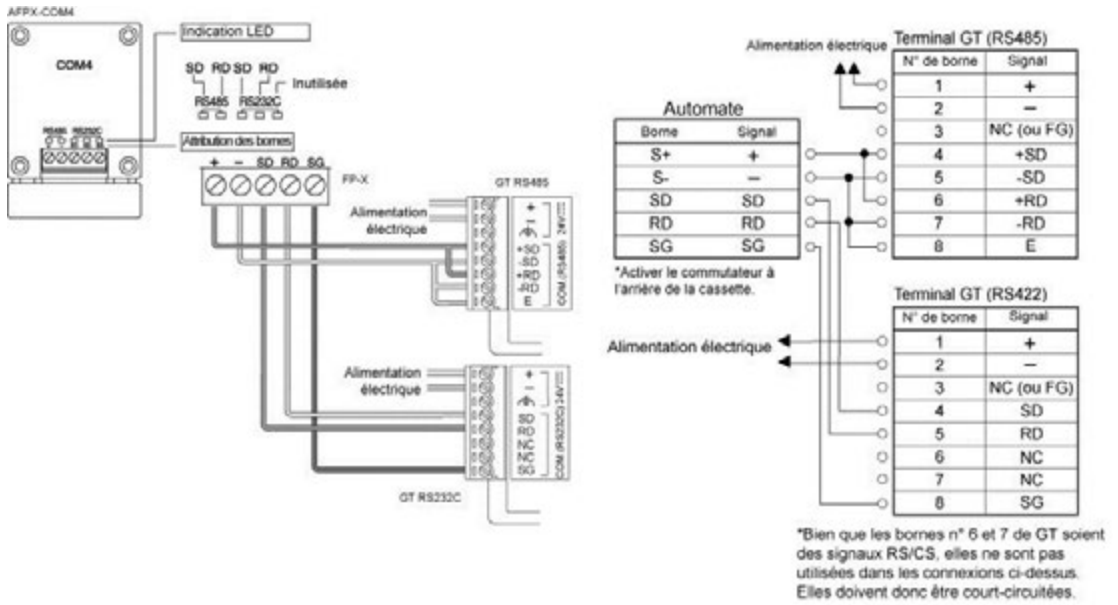 AFPX-COM4
COM4
RS485 RS232C
Indication LED
SD RD SD RD
Inutilisée
RS485 RS232C
Attribution des bornes
+ − SD RD SG
FP-X
GT RS485
Alimentation
électrique
+
−
24V
+SD
-SD
+RD
-RD
E
COM (RS485)
Alimentation
électrique
+
−
24V
SD
RD
NC
NC
SG
COM (RS232C)
GT RS232C
Automate
Borne Signal
S+ +
S- −
SD SD
RD RD
SG SG
*Activer le commutateur à
l'arrière de la cassette.
Alimentation électrique
Terminal GT (RS485)
N° de borne Signal
1 +
2 −
3 NC (ou FG)
4 +SD
5 -SD
6 +RD
7 -RD
8 E
Alimentation électrique
Terminal GT (RS422)
N° de borne Signal
1 +
2 −
3 NC (ou FG)
4 SD
5 RD
6 NC
7 NC
8 SG
*Bien que les bornes n° 6 et 7 de GT soient
des signaux RS/CS, elles ne sont pas
utilisées dans les connexions ci-dessus.
Elles doivent donc être court-circuitées.